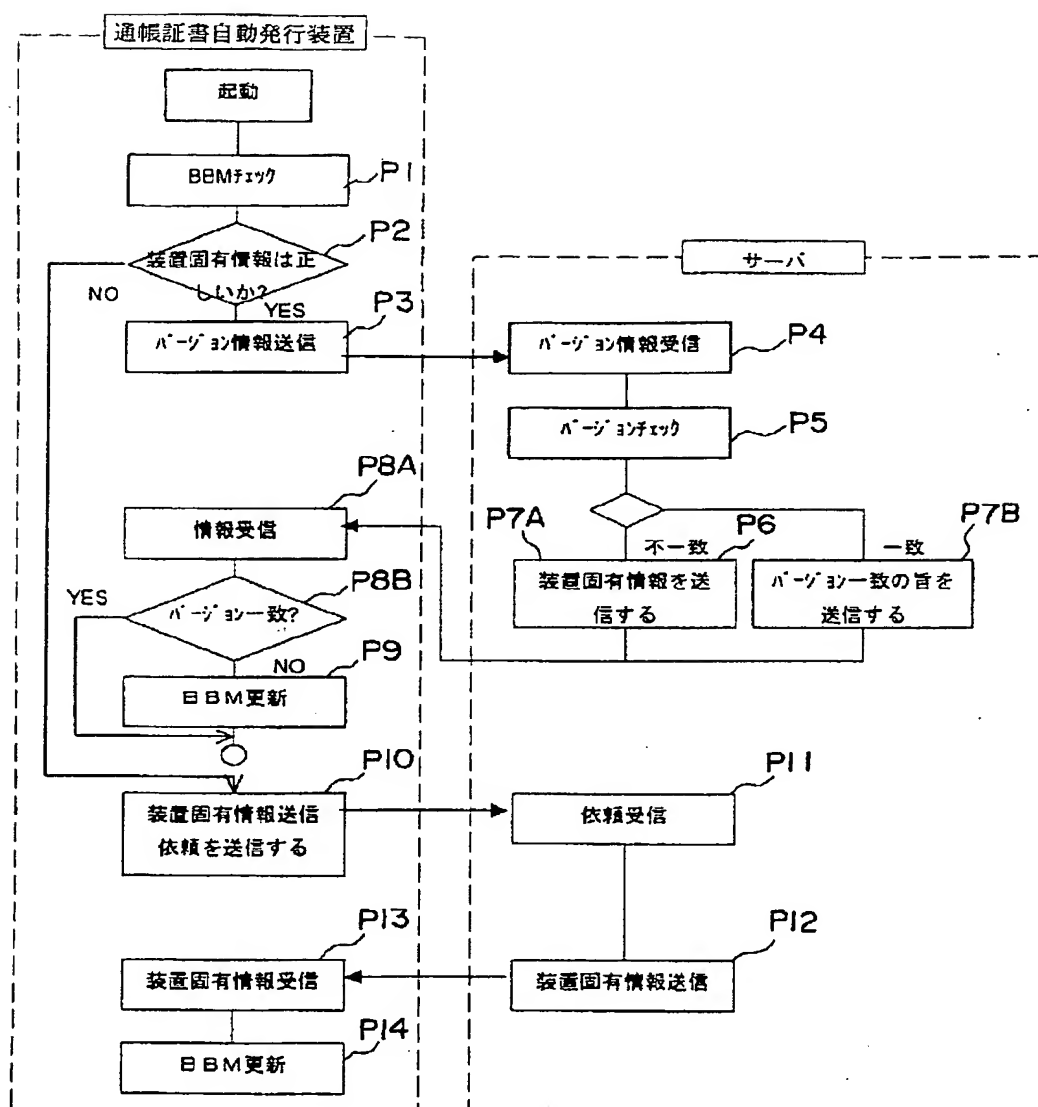 通帳証書自動発行装置
起動
BBMチェック
P1
P2
装置固有情報は正
しいか?
NO
YES
P3
バージョン情報送信
サーバ
バージョン情報受信
P4
バージョンチェック
P5
P8A
情報受信
P7A
P6
P7B
不一致
一致
装置固有情報を送
信する
バージョン一致の旨を
送信する
YES
P8B
バージョン一致?
NO
P9
BBM更新
P10
装置固有情報送信
依頼を送信する
P11
依頼受信
P13
装置固有情報受信
P12
装置固有情報送信
P14
BBM更新